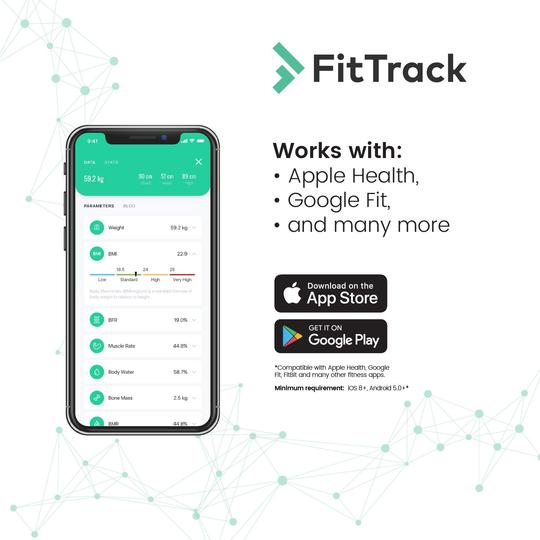 FitTrack
Works with:
• Apple Health,
• Google Fit,
• and many more
Download on the
App Store
GET IT ON
Google Play
*Compatible with Apple Health, Google
Fit, FitBit and many other fitness apps.
Minimum requirement: iOS 8+, Android 5.0+*
9:41
DATA STATS
59.2 kg
90 cm 57 cm 89 cm
PARAMETERS BLOG
Weight 59.2 kg
BMI BMI 22.9
18.5 24 28
Low Standard High Very High
BFR 19.0%
Muscle Rate 44.8%
Body Water 58.7%
Bone Mass 2.5 kg
BMR 44.8%